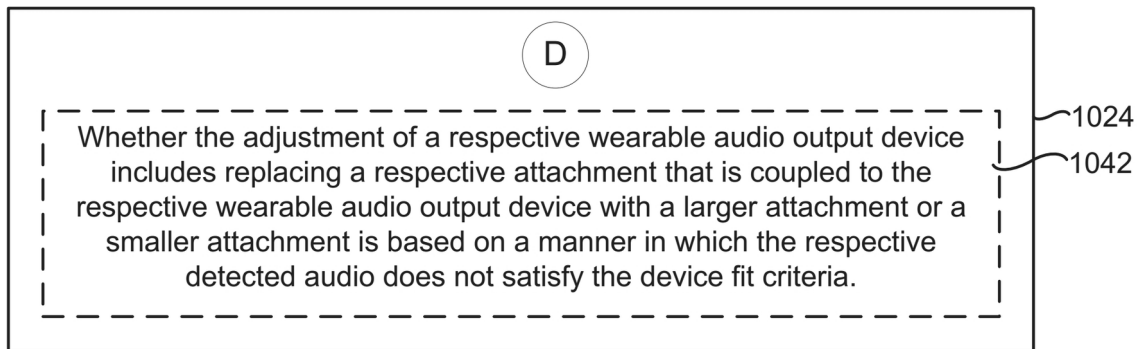 D
Whether the adjustment of a respective wearable audio output device
includes replacing a respective attachment that is coupled to the
respective wearable audio output device with a larger attachment or a
smaller attachment is based on a manner in which the respective
detected audio does not satisfy the device fit criteria.
1024
1042